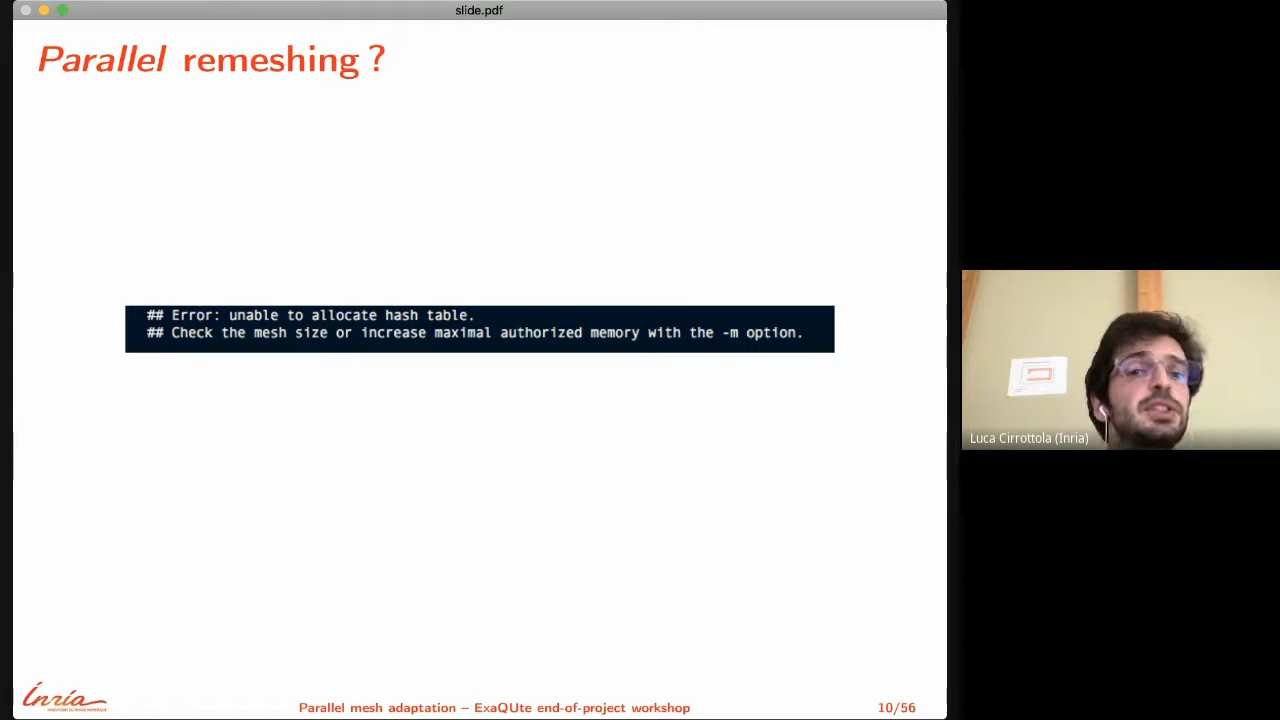 slide.pdf
Parallel remeshing ?
## Error: unable to allocate hash table.
## Check the mesh size or increase maximal authorized memory with the -m option.
Luca Cirrottola (Inria)
Inria
Parallel mesh adaptation – ExaQUte end-of-project workshop
10/56